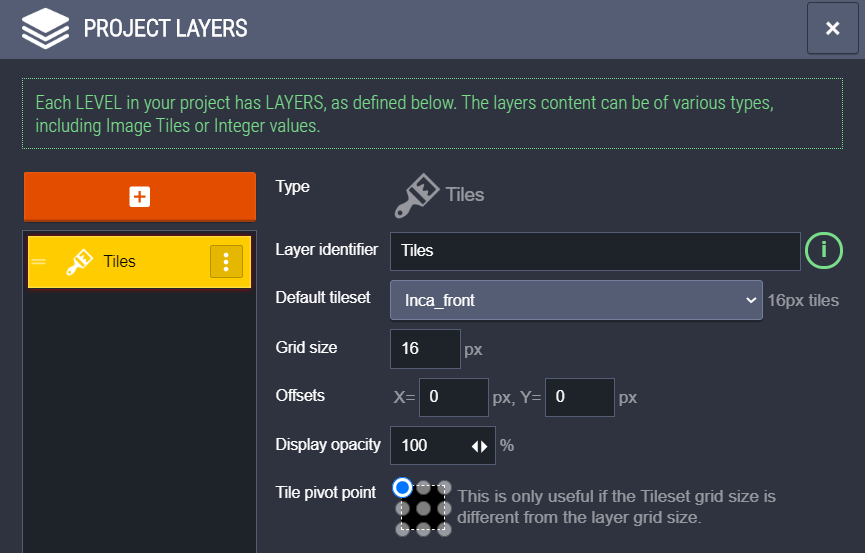 PROJECT LAYERS
Each LEVEL in your project has LAYERS, as defined below. The layers content can be of various types,
including Image Tiles or Integer values.
Type
Tiles
Tiles
Layer identifier
Tiles
Default tileset
Inca_front
16px tiles
Grid size
16
px
Offsets
X= 0 px, Y= 0 px
Display opacity
100
%
Tile pivot point
This is only useful if the Tileset grid size is
different from the layer grid size.